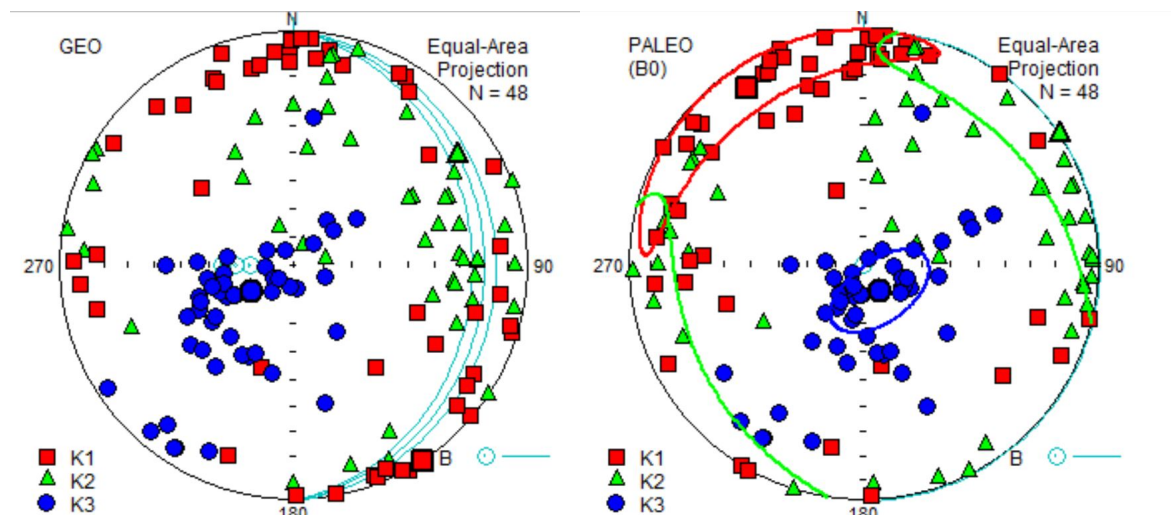 N
GEO
Equal-Area
Projection
N = 48
270
K1
K2
K3
B
180
N
PALEO
(B0)
Equal-Area
Projection
N = 48
270
90
K1
K2
K3
B
180
90